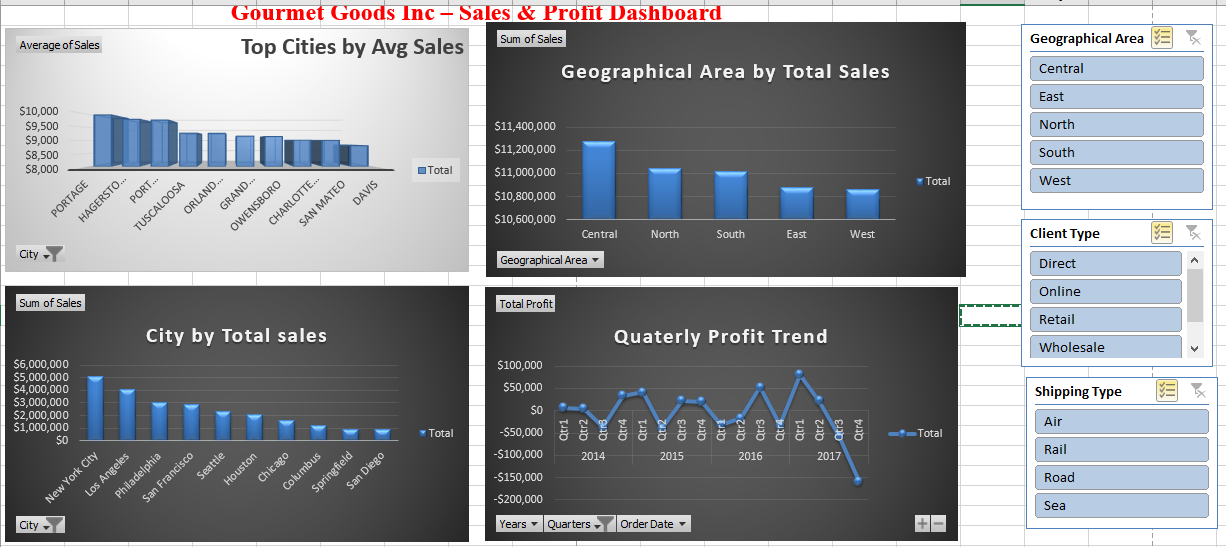 Gourmet Goods Inc – Sales & Profit Dashboard
Average of Sales
Top Cities by Avg Sales
$10,000
$9,500
$9,000
$8,500
$8,000
PORTAGE
HAGERSTO...
PORT...
TUSCALOOSA
ORLAND...
GRAND...
OWENSBORO
CHARLOTTE...
SAN MATEO
DAVIS
Total
City
Sum of Sales
Geographical Area by Total Sales
$11,400,000
$11,200,000
$11,000,000
$10,800,000
$10,600,000
Central
North
South
East
West
Total
Geographical Area
Sum of Sales
City by Total sales
$6,000,000
$5,000,000
$4,000,000
$3,000,000
$2,000,000
$1,000,000
$0
New York City
Los Angeles
Philadelphia
San Francisco
Seattle
Houston
Chicago
Columbus
Springfield
San Diego
Total
City
Total Profit
Quaterly Profit Trend
$100,000
$50,000
$0
-$50,000
-$100,000
-$150,000
-$200,000
Qtr1 Qtr2 Qtr3 Qtr4 Qtr1 Qtr2 Qtr3 Qtr4 Qtr1 Qtr2 Qtr3 Qtr4 Qtr1 Qtr2 Qtr3 Qtr4
2014 2015 2016 2017
Total
Years Quarters Order Date
Geographical Area
Central
East
North
South
West
Client Type
Direct
Online
Retail
Wholesale
Shipping Type
Air
Rail
Road
Sea